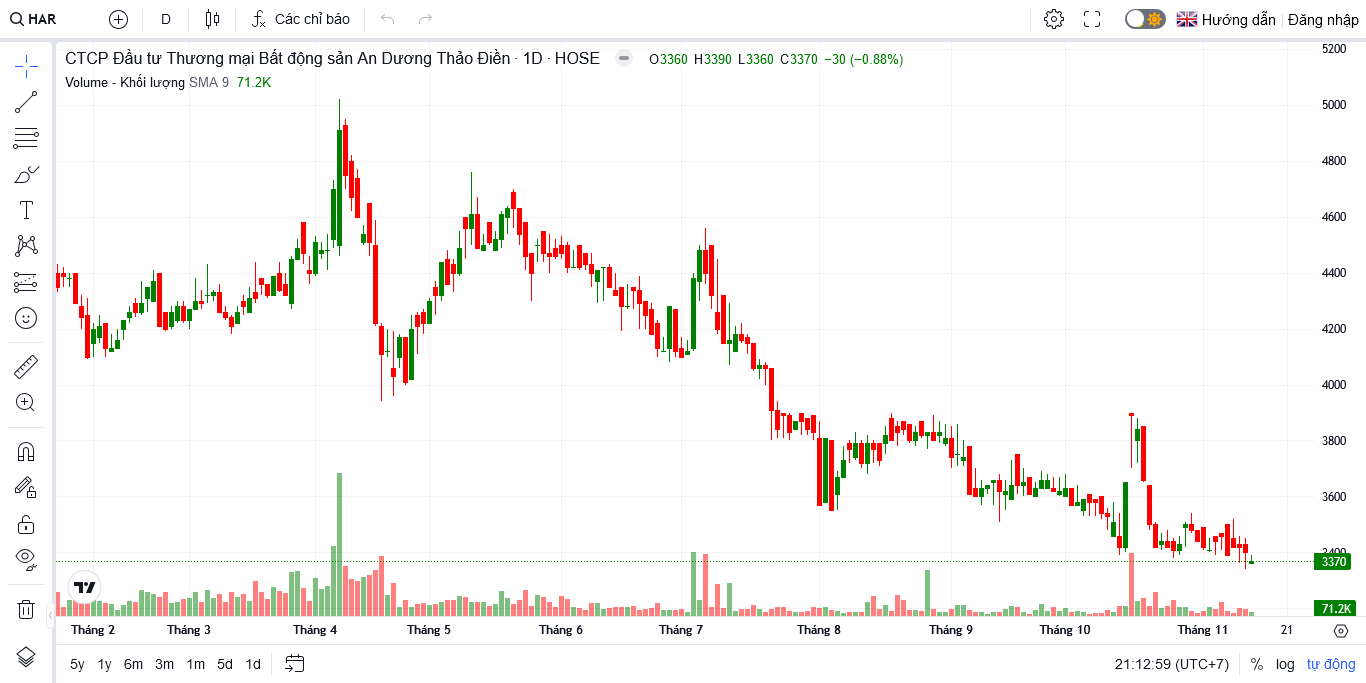 HAR D Các chỉ báo Hướng dẫn Đăng nhập
CTCP Đầu tư Thương mại Bất động sản An Dương Thảo Điền · 1D · HOSE O3360 H3390 L3360 C3370 −30 (−0.88%)
Volume - Khối lượng SMA 9 71.2K
5200
5000
4800
4600
4400
4200
4000
3800
3600
3400
3370
71.2K
Tháng 2 Tháng 3 Tháng 4 Tháng 5 Tháng 6 Tháng 7 Tháng 8 Tháng 9 Tháng 10 Tháng 11 21
5y 1y 6m 3m 1m 5d 1d 21:12:59 (UTC+7) % log tự động